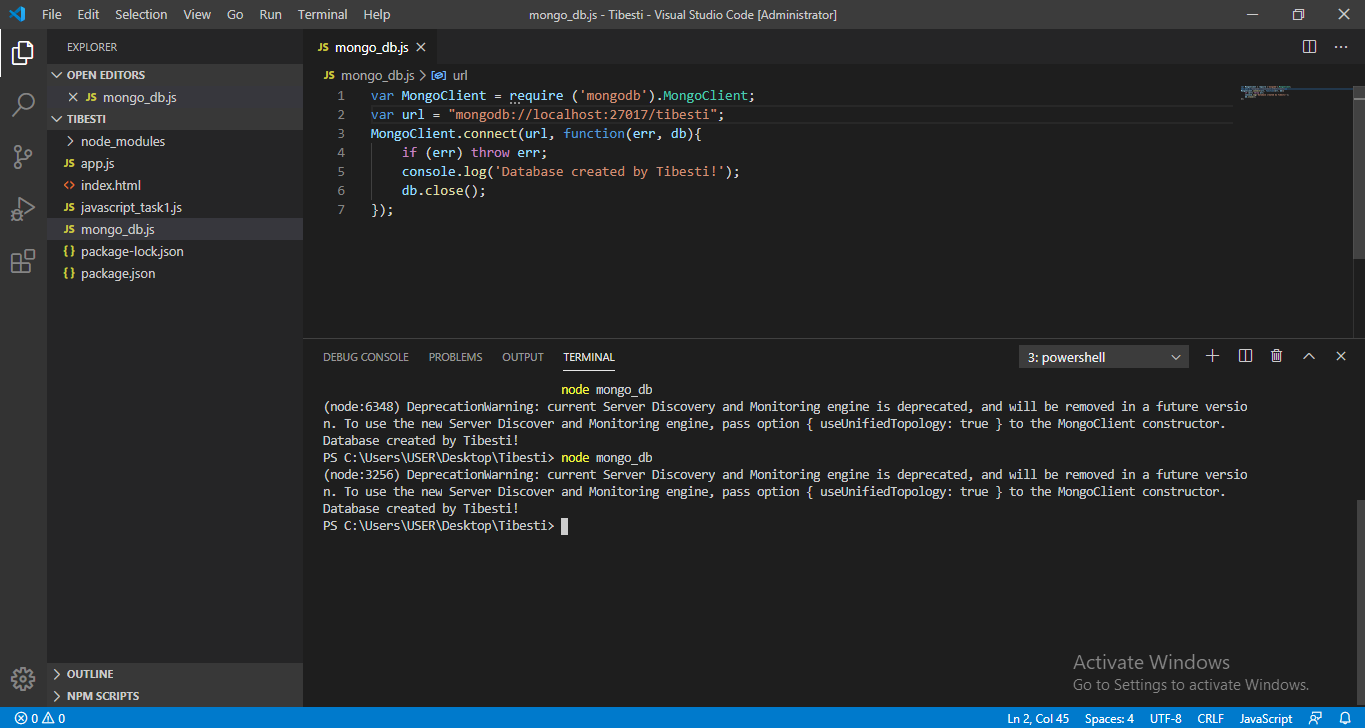 File Edit Selection View Go Run Terminal Help
mongo_db.js - Tibesti - Visual Studio Code [Administrator]
EXPLORER
OPEN EDITORS
JS mongo_db.js
TIBESTI
node_modules
JS app.js
<> index.html
JS javascript_task1.js
JS mongo_db.js
{} package-lock.json
{} package.json
OUTLINE
NPM SCRIPTS
JS mongo_db.js
JS mongo_db.js > url
1 var MongoClient = require ('mongodb').MongoClient;
2 var url = "mongodb://localhost:27017/tibesti";
3 MongoClient.connect(url, function(err, db){
4     if (err) throw err;
5     console.log('Database created by Tibesti!');
6     db.close();
7 });
DEBUG CONSOLE PROBLEMS OUTPUT TERMINAL
3: powershell
node mongo_db
(node:6348) DeprecationWarning: current Server Discovery and Monitoring engine is deprecated, and will be removed in a future versio
n. To use the new Server Discover and Monitoring engine, pass option { useUnifiedTopology: true } to the MongoClient constructor.
Database created by Tibesti!
PS C:\Users\USER\Desktop\Tibesti> node mongo_db
(node:3256) DeprecationWarning: current Server Discovery and Monitoring engine is deprecated, and will be removed in a future versio
n. To use the new Server Discover and Monitoring engine, pass option { useUnifiedTopology: true } to the MongoClient constructor.
Database created by Tibesti!
PS C:\Users\USER\Desktop\Tibesti>
Activate Windows
Go to Settings to activate Windows.
0 0
Ln 2, Col 45 Spaces: 4 UTF-8 CRLF JavaScript